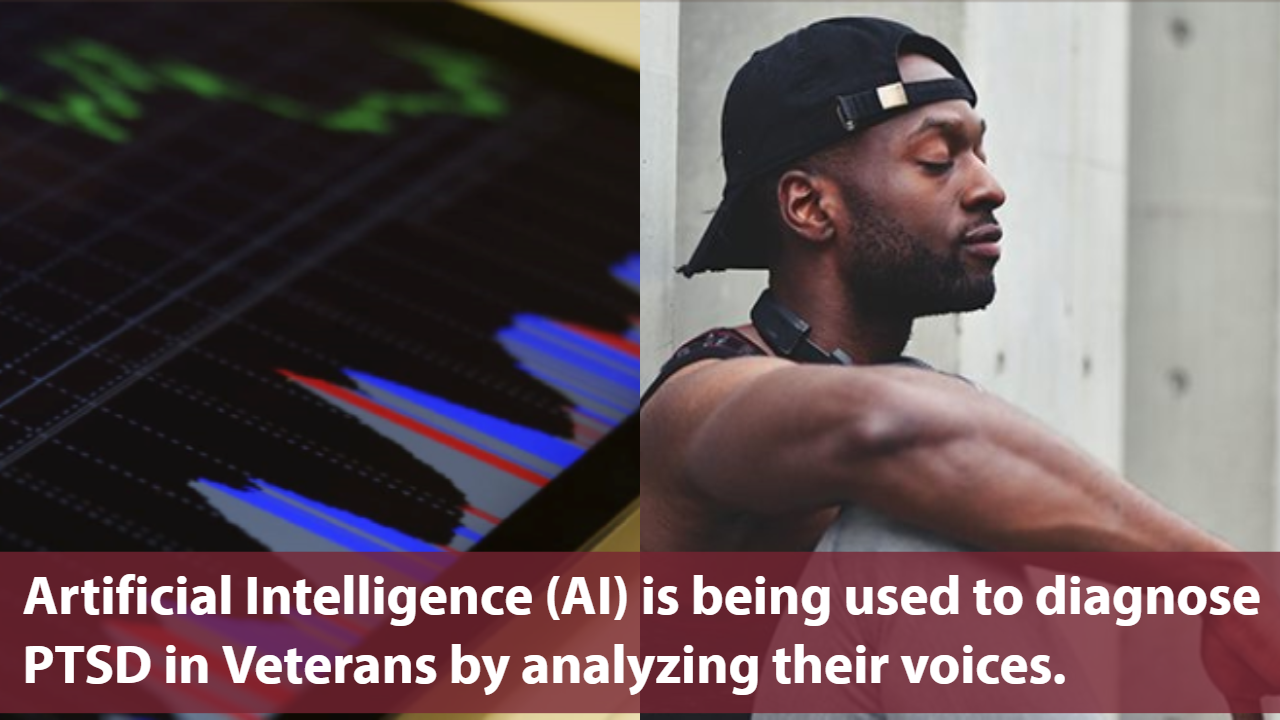 Artificial Intelligence (AI) is being used to diagnose
PTSD in Veterans by analyzing their voices.